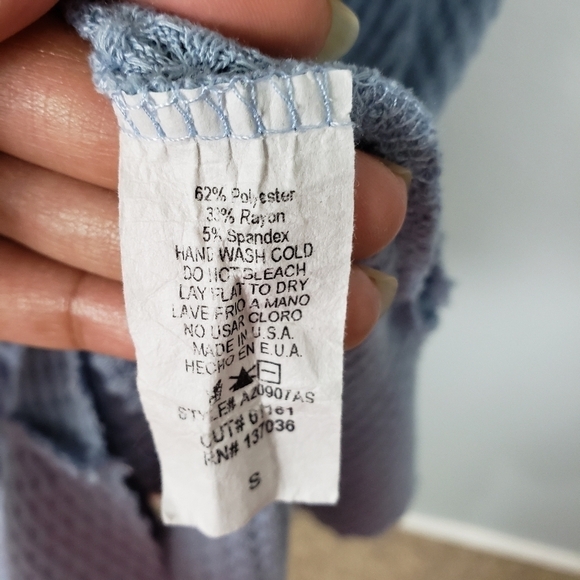 62% Polyester
33% Rayon
5% Spandex
HAND WASH COLD
DO NOT BLEACH
LAY FLAT TO DRY
LAVE FRIO A MANO
NO USAR CLORO
MADE IN U.S.A.
HECHO EN E.U.A.
STYLE# A20907AS
CUT#
RN# 137036
S